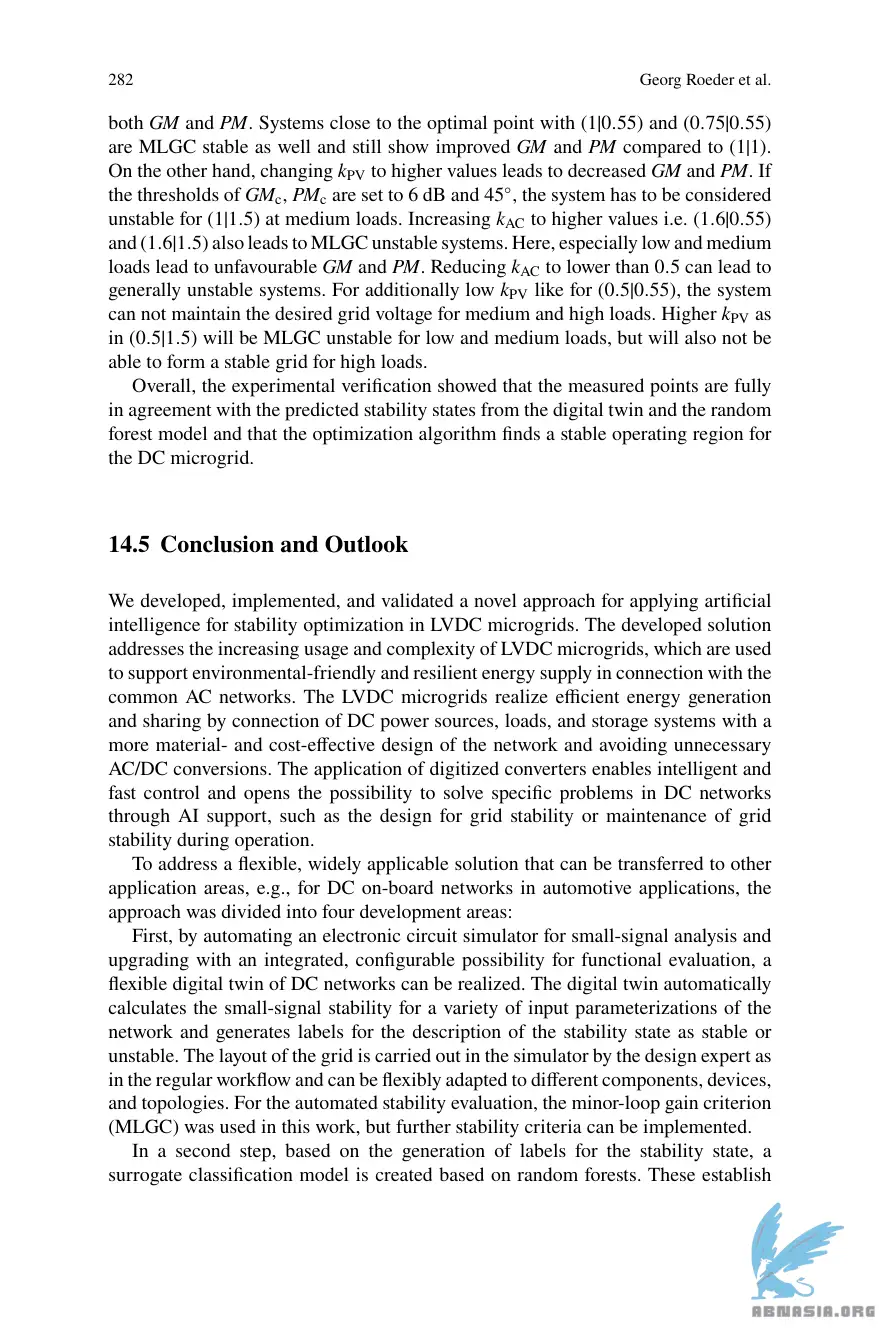 282 Georg Roeder et al.
both GM and PM. Systems close to the optimal point with (1|0.55) and (0.75|0.55)
are MLGC stable as well and still show improved GM and PM compared to (1|1).
On the other hand, changing kPV to higher values leads to decreased GM and PM. If
the thresholds of GMc, PMc are set to 6 dB and 45°, the system has to be considered
unstable for (1|1.5) at medium loads. Increasing kAC to higher values i.e. (1.6|0.55)
and (1.6|1.5) also leads to MLGC unstable systems. Here, especially low and medium
loads lead to unfavourable GM and PM. Reducing kAC to lower than 0.5 can lead to
generally unstable systems. For additionally low kPV like for (0.5|0.55), the system
can not maintain the desired grid voltage for medium and high loads. Higher kPV as
in (0.5|1.5) will be MLGC unstable for low and medium loads, but will also not be
able to form a stable grid for high loads.
Overall, the experimental verification showed that the measured points are fully
in agreement with the predicted stability states from the digital twin and the random
forest model and that the optimization algorithm finds a stable operating region for
the DC microgrid.
14.5 Conclusion and Outlook
We developed, implemented, and validated a novel approach for applying artificial
intelligence for stability optimization in LVDC microgrids. The developed solution
addresses the increasing usage and complexity of LVDC microgrids, which are used
to support environmental-friendly and resilient energy supply in connection with the
common AC networks. The LVDC microgrids realize efficient energy generation
and sharing by connection of DC power sources, loads, and storage systems with a
more material- and cost-effective design of the network and avoiding unnecessary
AC/DC conversions. The application of digitized converters enables intelligent and
fast control and opens the possibility to solve specific problems in DC networks
through AI support, such as the design for grid stability or maintenance of grid
stability during operation.
To address a flexible, widely applicable solution that can be transferred to other
application areas, e.g., for DC on-board networks in automotive applications, the
approach was divided into four development areas:
First, by automating an electronic circuit simulator for small-signal analysis and
upgrading with an integrated, configurable possibility for functional evaluation, a
flexible digital twin of DC networks can be realized. The digital twin automatically
calculates the small-signal stability for a variety of input parameterizations of the
network and generates labels for the description of the stability state as stable or
unstable. The layout of the grid is carried out in the simulator by the design expert as
in the regular workflow and can be flexibly adapted to different components, devices,
and topologies. For the automated stability evaluation, the minor-loop gain criterion
(MLGC) was used in this work, but further stability criteria can be implemented.
In a second step, based on the generation of labels for the stability state, a
surrogate classification model is created based on random forests. These establish
ABNASIA.ORG